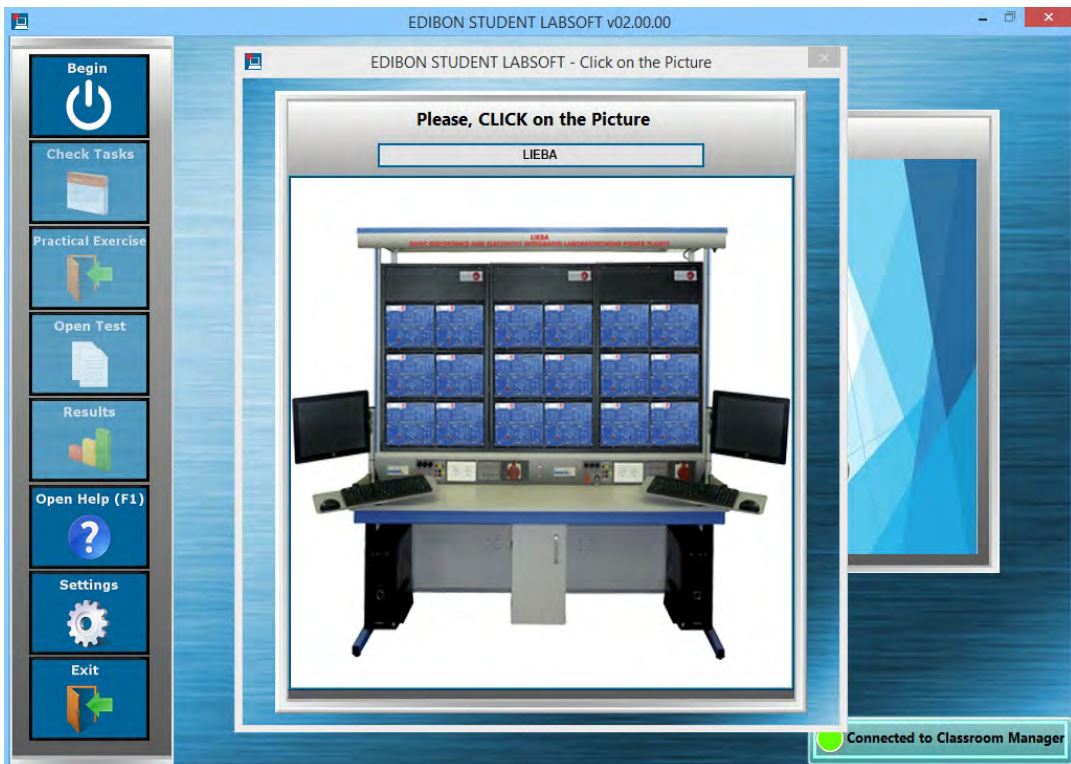 EDIBON STUDENT LABSOFT v02.00.00
Begin
Check Tasks
Practical Exercise
Open Test
Results
Open Help (F1)
Settings
Exit
EDIBON STUDENT LABSOFT - Click on the Picture
Please, CLICK on the Picture
LIEBA
LIEBA
Connected to Classroom Manager